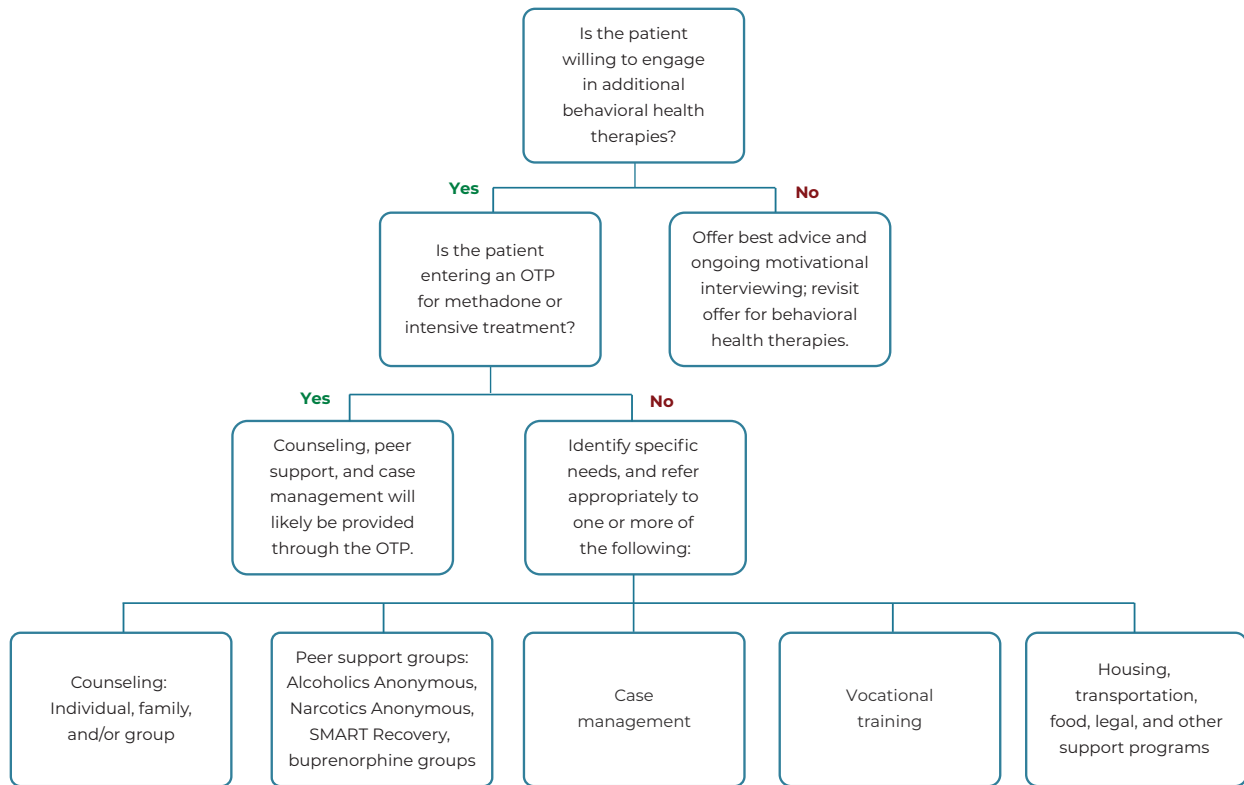 Is the patient
willing to engage
in additional
behavioral health
therapies?
Yes
No
Is the patient
entering an OTP
for methadone or
intensive treatment?
Offer best advice and
ongoing motivational
interviewing; revisit
offer for behavioral
health therapies.
Yes
No
Counseling, peer
support, and case
management will
likely be provided
through the OTP.
Identify specific
needs, and refer
appropriately to
one or more of
the following:
Counseling:
Individual, family,
and/or group
Peer support groups:
Alcoholics Anonymous,
Narcotics Anonymous,
SMART Recovery,
buprenorphine groups
Case
management
Vocational
training
Housing,
transportation,
food, legal, and other
support programs